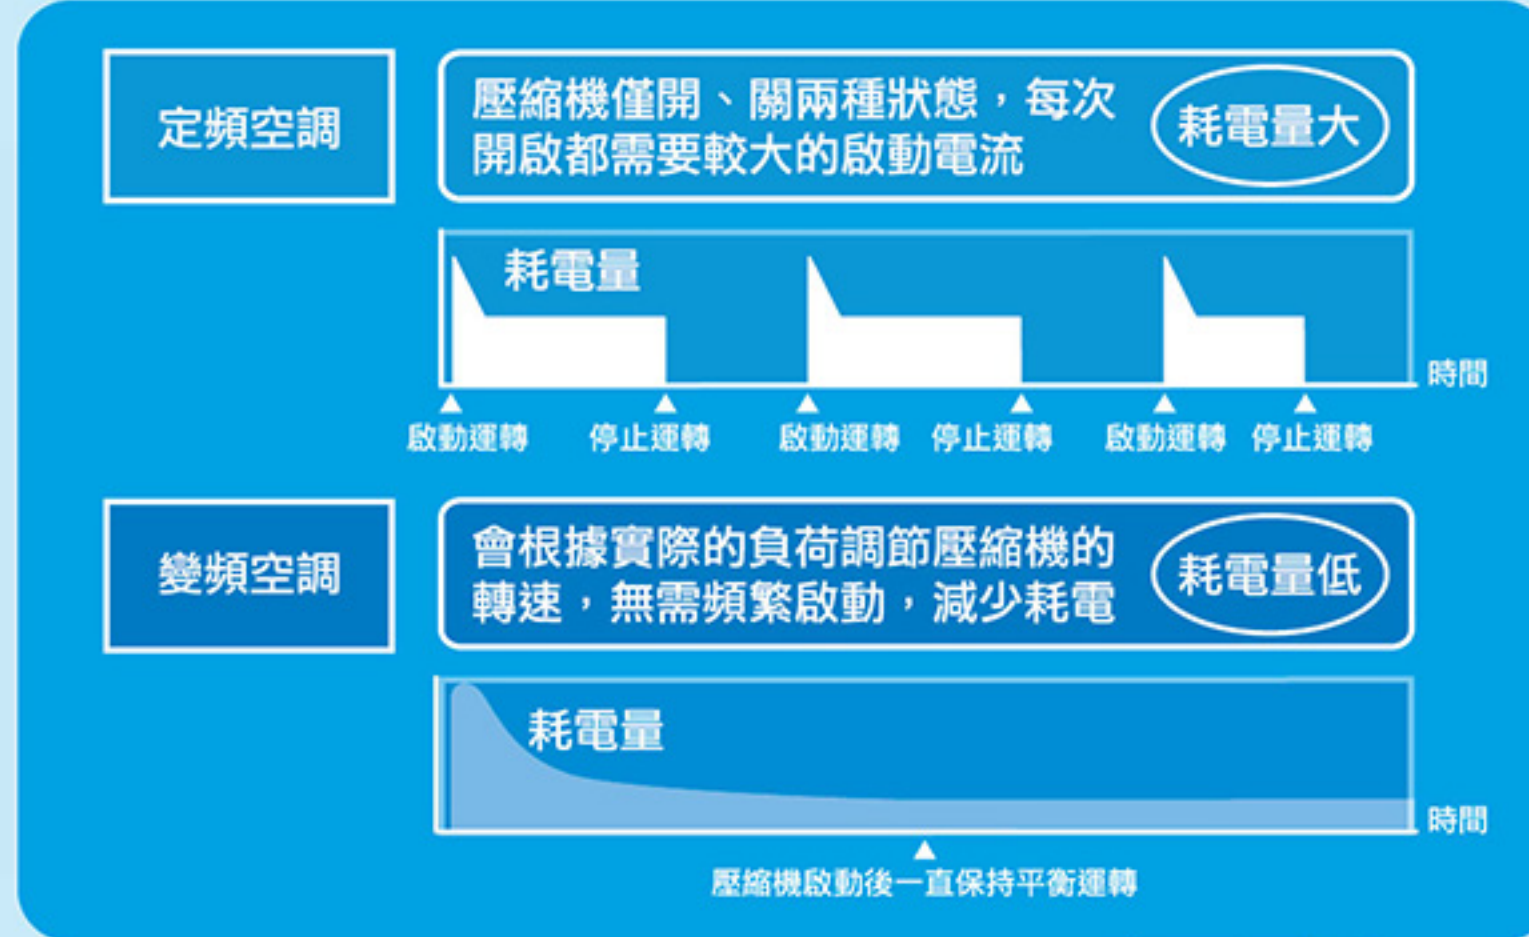 定頻空調
壓縮機僅開、關兩種狀態，每次
開啟都需要較大的啟動電流
耗電量大
耗電量
時間
啟動運轉
停止運轉
啟動運轉
停止運轉
啟動運轉
停止運轉
變頻空調
會根據實際的負荷調節壓縮機的
轉速，無需頻繁啟動，減少耗電
耗電量低
耗電量
時間
壓縮機啟動後一直保持平衡運轉